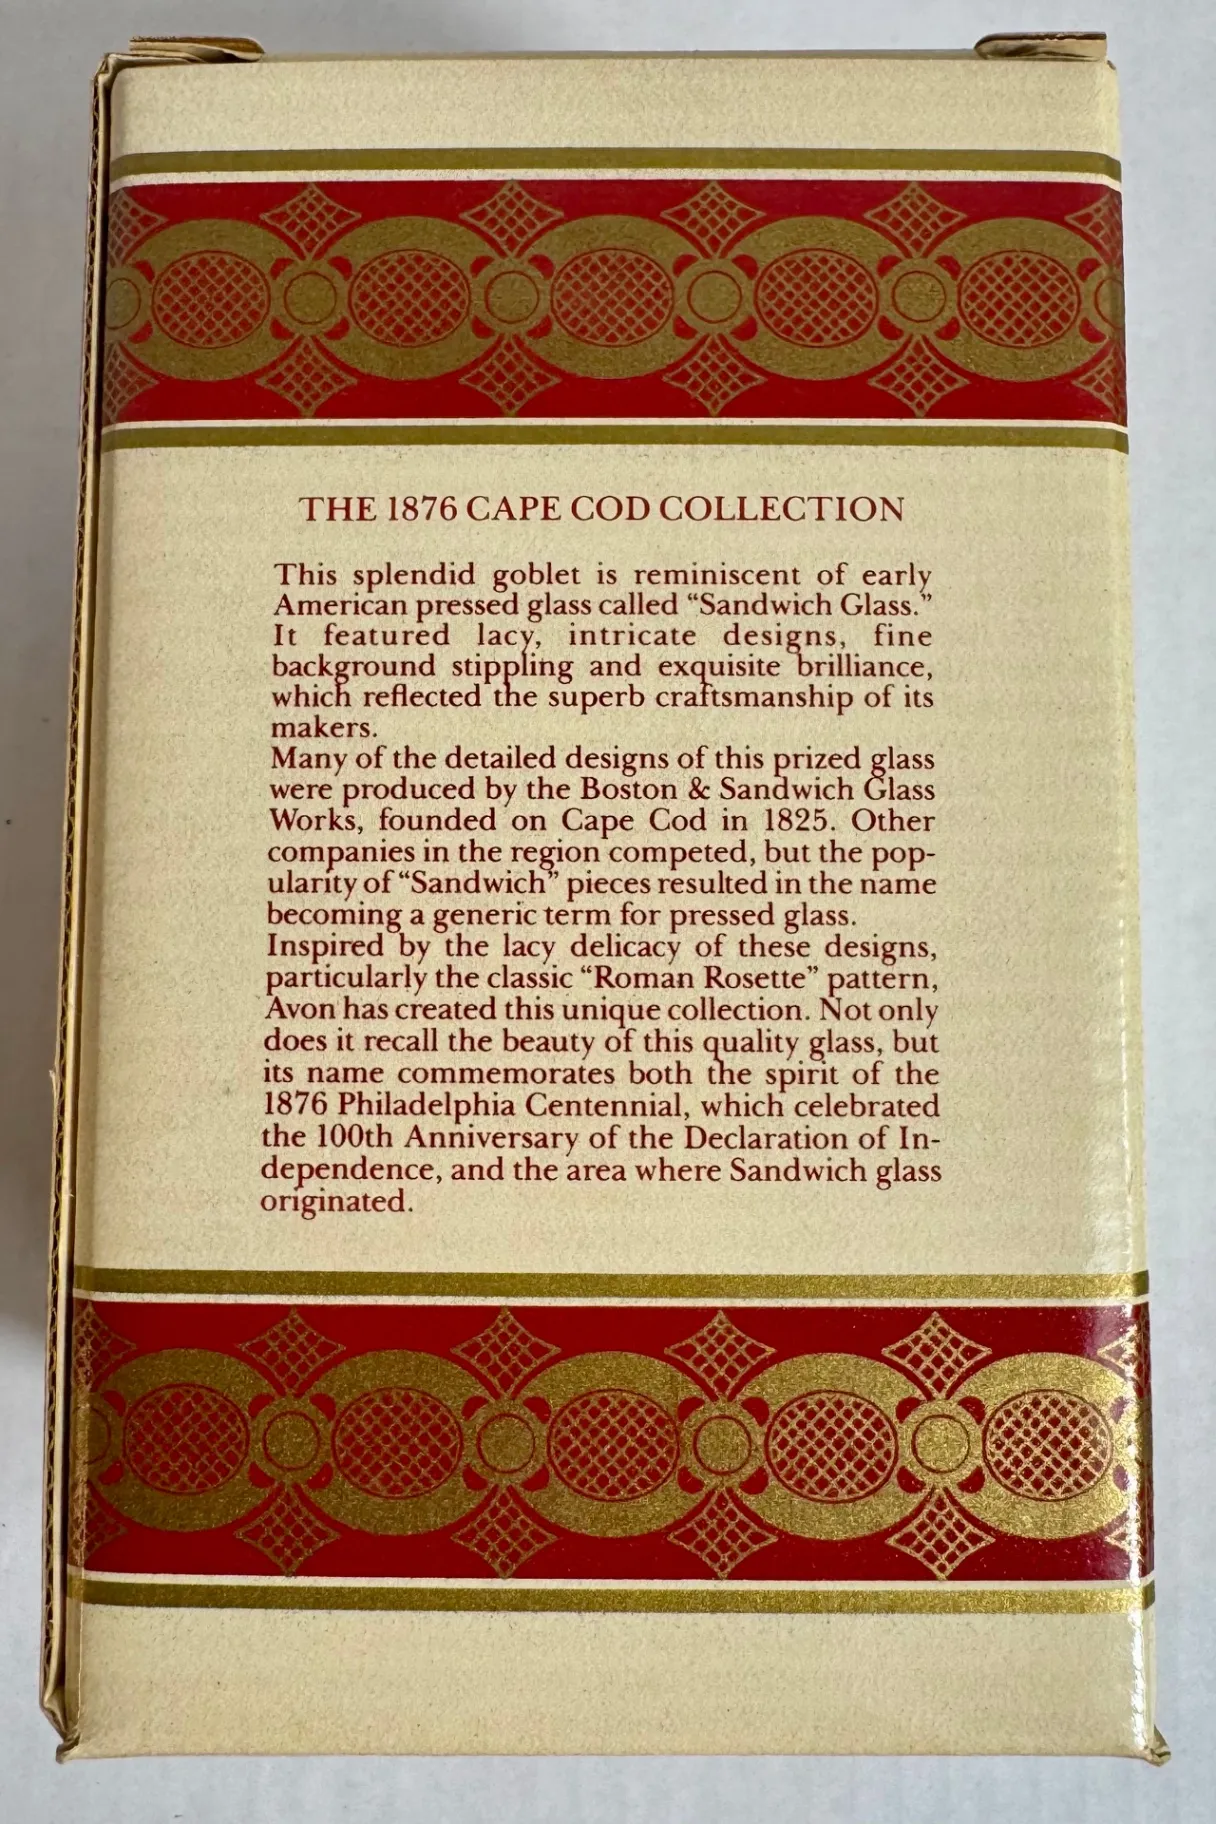 THE 1876 CAPE COD COLLECTION
This splendid goblet is reminiscent of early
American pressed glass called “Sandwich Glass.”
It featured lacy, intricate designs, fine
background stippling and exquisite brilliance,
which reflected the superb craftsmanship of its
makers.
Many of the detailed designs of this prized glass
were produced by the Boston & Sandwich Glass
Works, founded on Cape Cod in 1825. Other
companies in the region competed, but the pop-
ularity of “Sandwich” pieces resulted in the name
becoming a generic term for pressed glass.
Inspired by the lacy delicacy of these designs,
particularly the classic “Roman Rosette” pattern,
Avon has created this unique collection. Not only
does it recall the beauty of this quality glass, but
its name commemorates both the spirit of the
1876 Philadelphia Centennial, which celebrated
the 100th Anniversary of the Declaration of In-
dependence, and the area where Sandwich glass
originated.